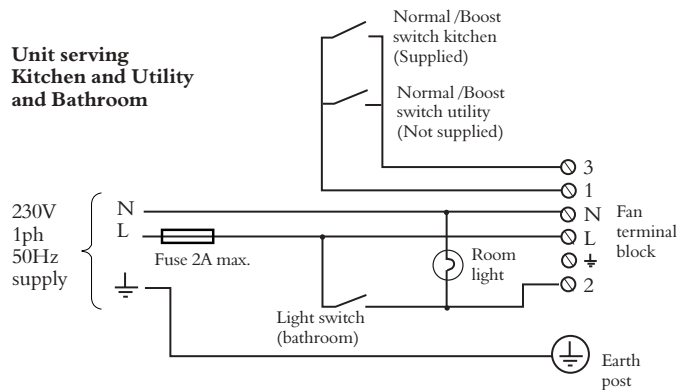 Unit serving
Kitchen and Utility
and Bathroom
Normal /Boost
switch kitchen
(Supplied)
Normal /Boost
switch utility
(Not supplied)
3
1
N
L
2
Fan
terminal
block
230V
1ph
50Hz
supply
N
L
Fuse 2A max.
Room
light
Light switch
(bathroom)
Earth
post